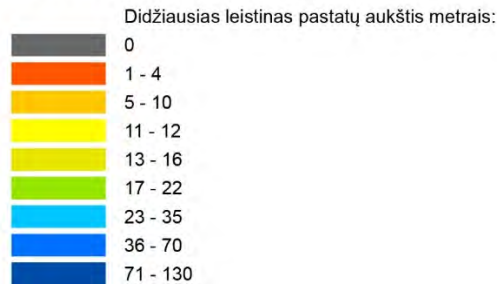 Didžiausias leistinas pastatų aukštis metrais:
0
1 - 4
5 - 10
11 - 12
13 - 16
17 - 22
23 - 35
36 - 70
71 - 130